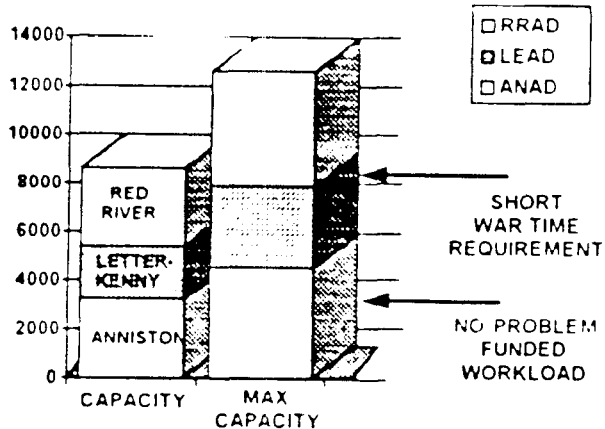 14000
12000
10000
8000
6000
4000
2000
0
RED
RIVER
LETTER-
KENNY
ANNISTON
CAPACITY
MAX
CAPACITY
RRAD
LEAD
ANAD
SHORT
WAR TIME
REQUIREMENT
NO PROBLEM
FUNDED
WORKLOAD